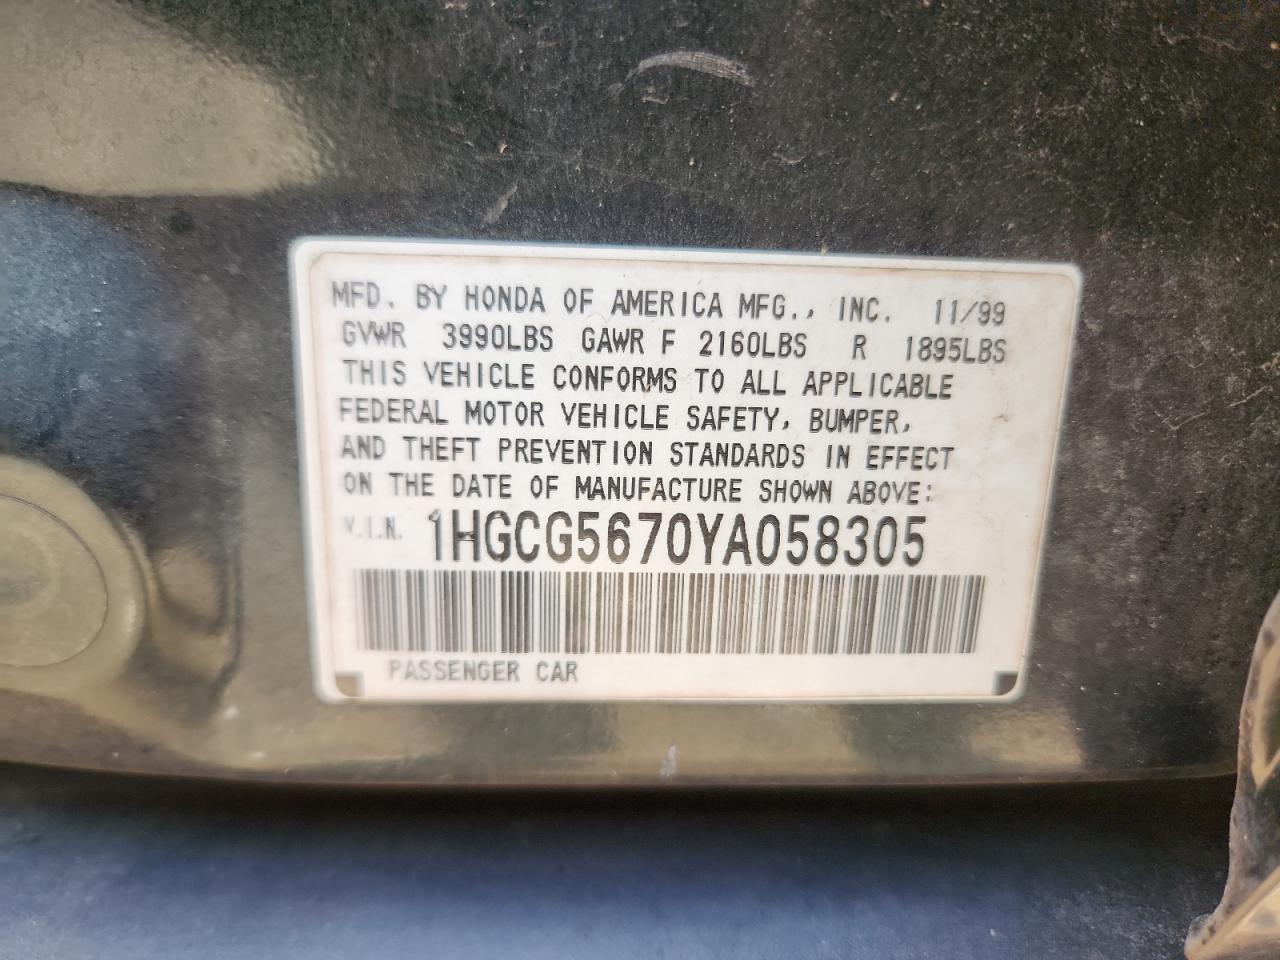 MFD. BY HONDA OF AMERICA MFG., INC. 11/99
GVWR 3990LBS GAWR F 2160LBS R 1895LBS
THIS VEHICLE CONFORMS TO ALL APPLICABLE
FEDERAL MOTOR VEHICLE SAFETY, BUMPER,
AND THEFT PREVENTION STANDARDS IN EFFECT
ON THE DATE OF MANUFACTURE SHOWN ABOVE:
V.I.N. 1HGCG5670YA058305
PASSENGER CAR